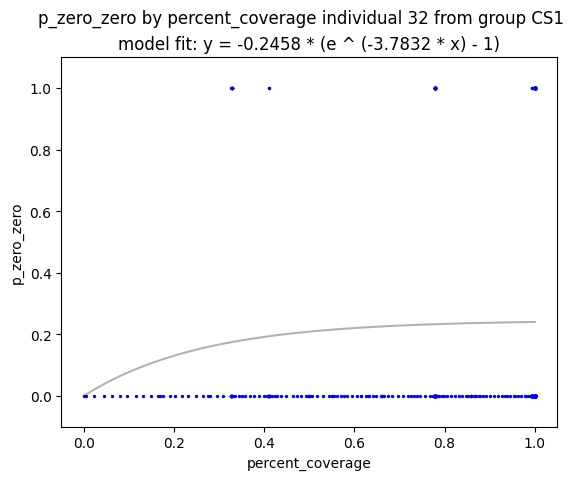 p_zero_zero by percent_coverage individual 32 from group CS1
model fit: y = -0.2458 * (e ^ (-3.7832 * x) - 1)
1.0
0.8
0.6
0.4
0.2
0.0
p_zero_zero
0.0 0.2 0.4 0.6 0.8 1.0
percent_coverage